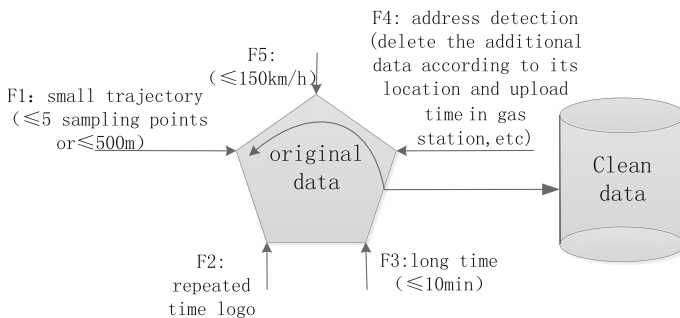 F5:
(≤150km/h)
F4: address detection
(delete the additional
data according to its
location and upload
time in gas
station, etc)
F1: small trajectory
(≤5 sampling points
or≤500m)
original
data
Clean
data
F2:
repeated
time logo
F3:long time
(≤10min)